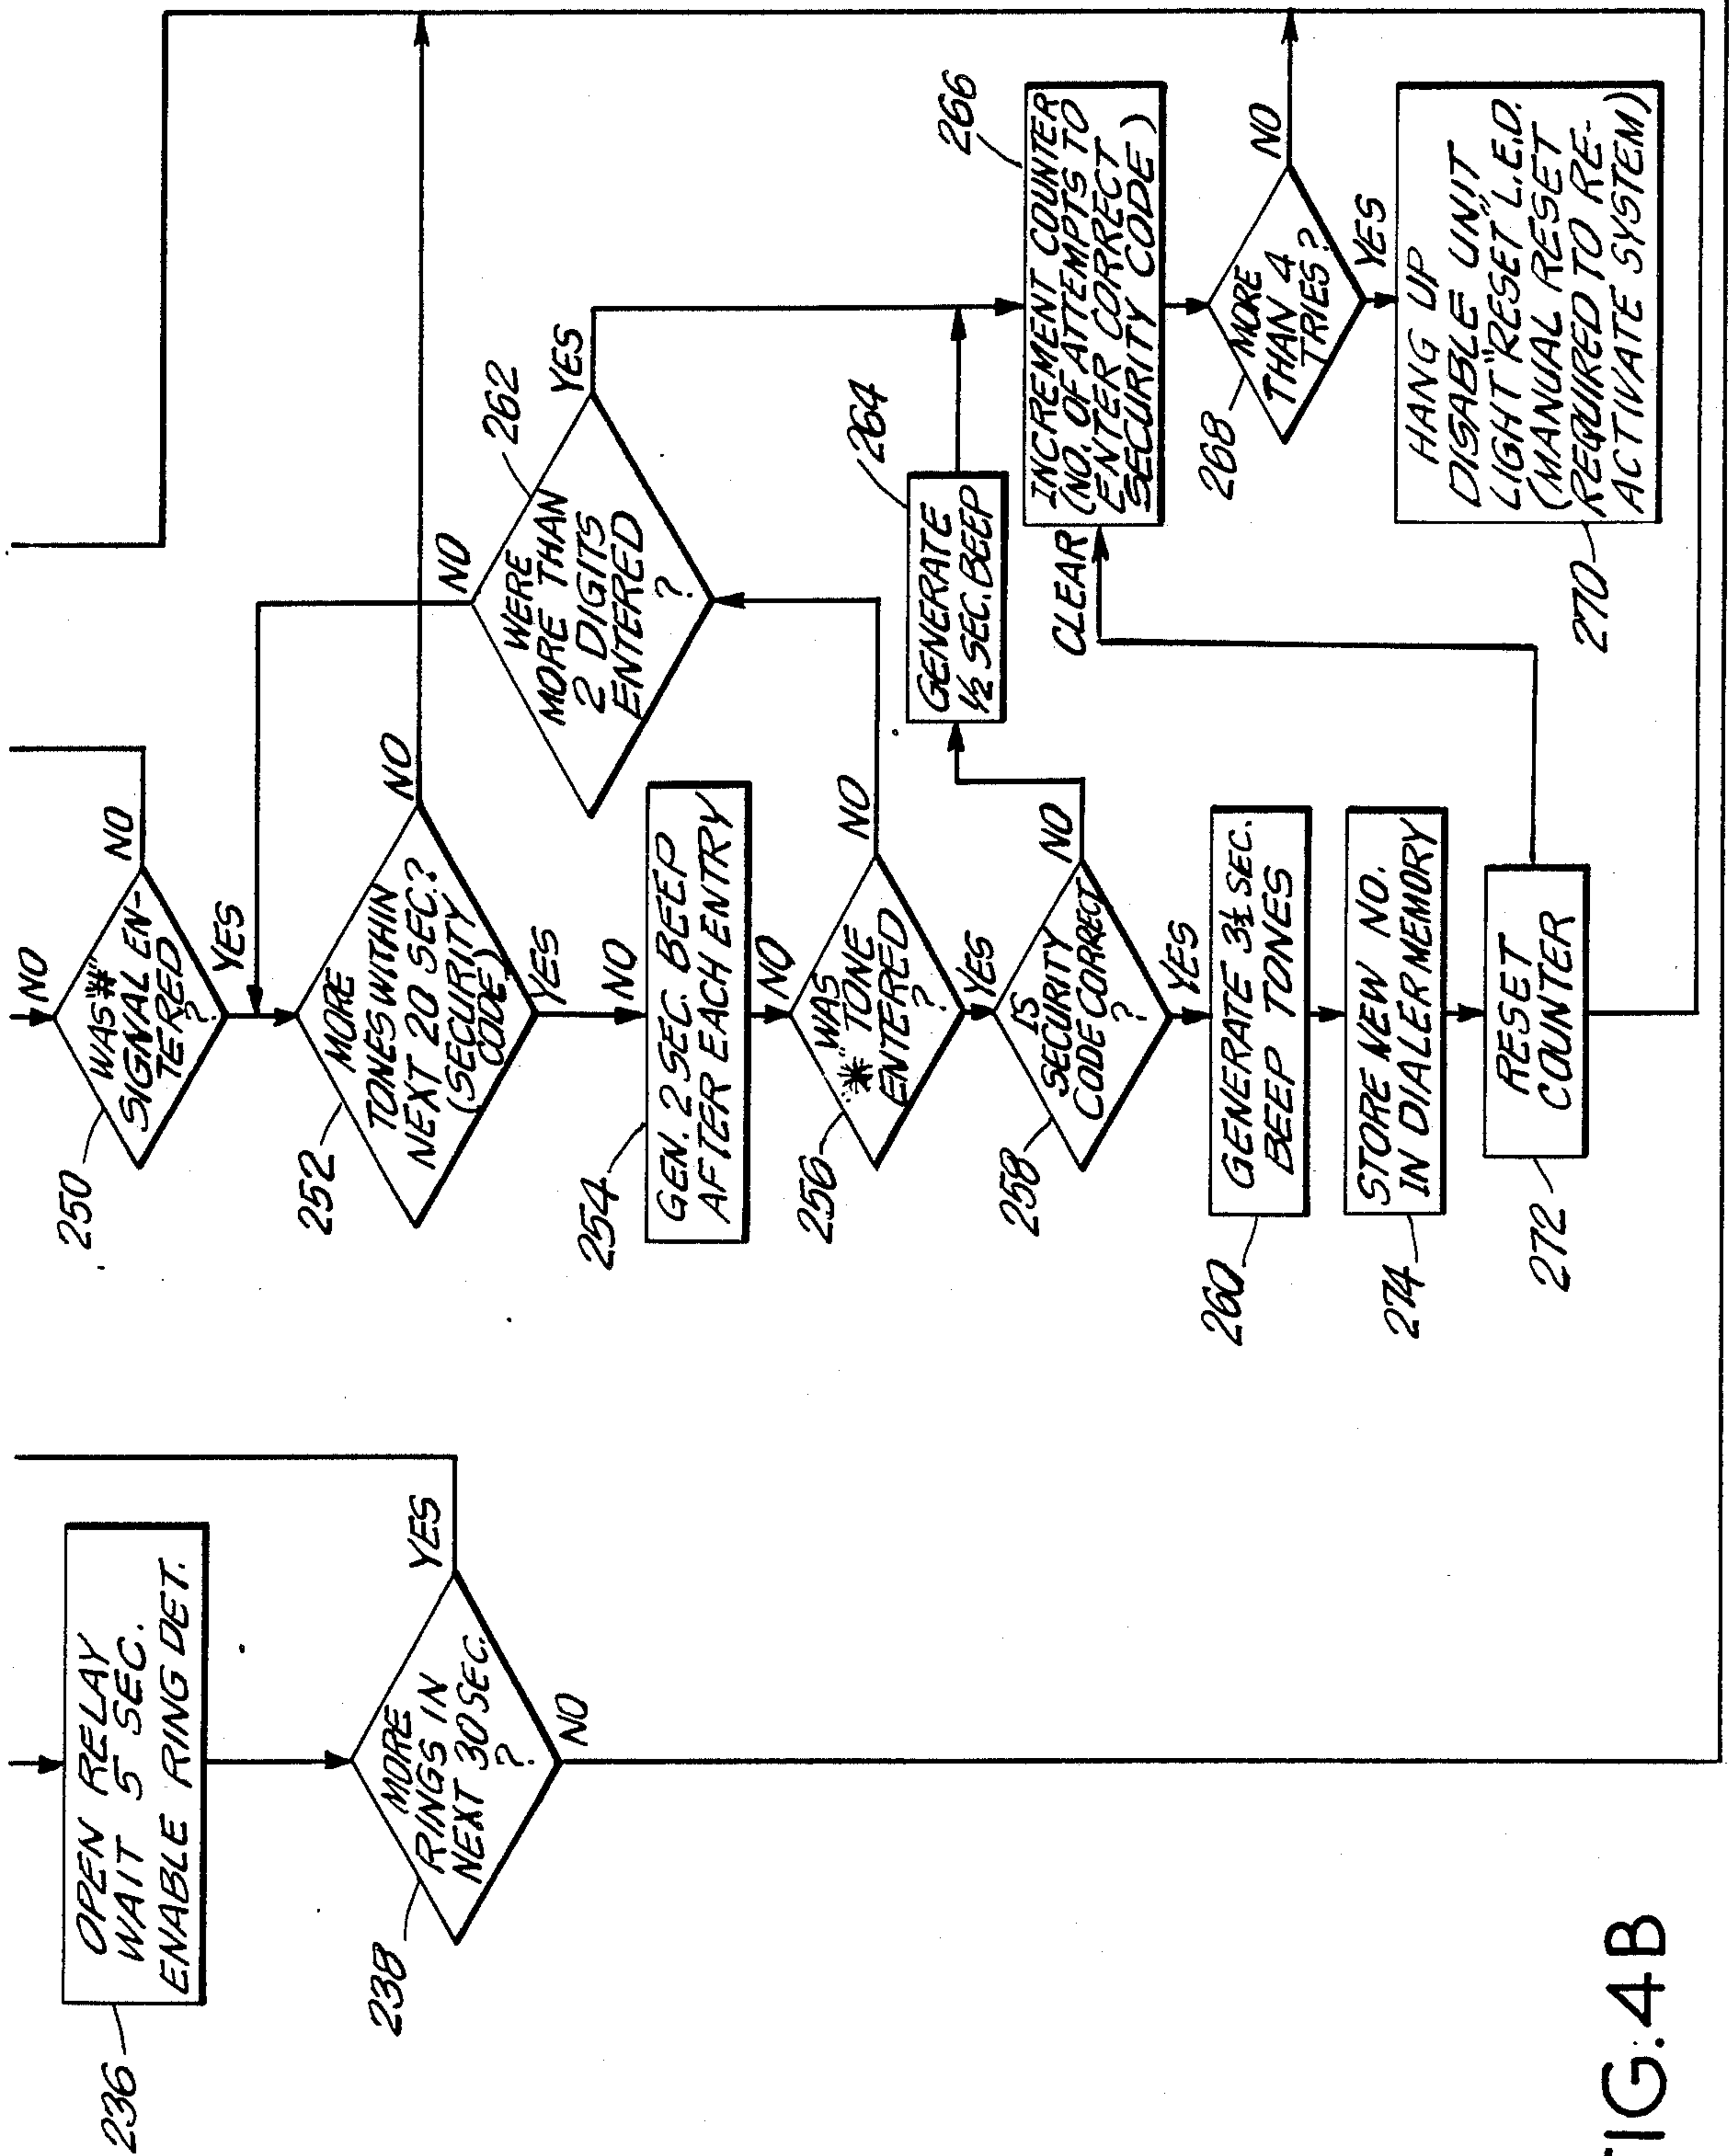 NO
250
WAS "#"
SIGNAL EN-
TERED
?
NO
YES
252
MORE
TONES WITHIN
NEXT 20 SEC.?
(SECURITY
CODE)
NO
YES
NO
254
GEN. 2 SEC. BEEP
AFTER EACH ENTRY
NO
256
WAS
"*" TONE
ENTERED
?
NO
YES
258
IS
SECURITY
CODE CORRECT
?
NO
YES
260
GENERATE 3½ SEC.
BEEP TONES
274
STORE NEW NO.
IN DIALER MEMORY
272
RESET
COUNTER
262
WERE
MORE THAN
2 DIGITS
ENTERED
?
NO
YES
264
GENERATE
½ SEC. BEEP
CLEAR
266
INCREMENT COUNTER
(NO. OF ATTEMPTS TO
ENTER CORRECT
SECURITY CODE)
268
MORE
THAN 4
TRIES?
NO
YES
270
HANG UP
DISABLE UNIT
LIGHT "RESET" L.E.D.
(MANUAL RESET
REQUIRED TO RE-
ACTIVATE SYSTEM)
236
OPEN RELAY
WAIT 5 SEC.
ENABLE RING DET.
238
MORE
RINGS IN
NEXT 30 SEC.
?
YES
NO
FIG. 4B